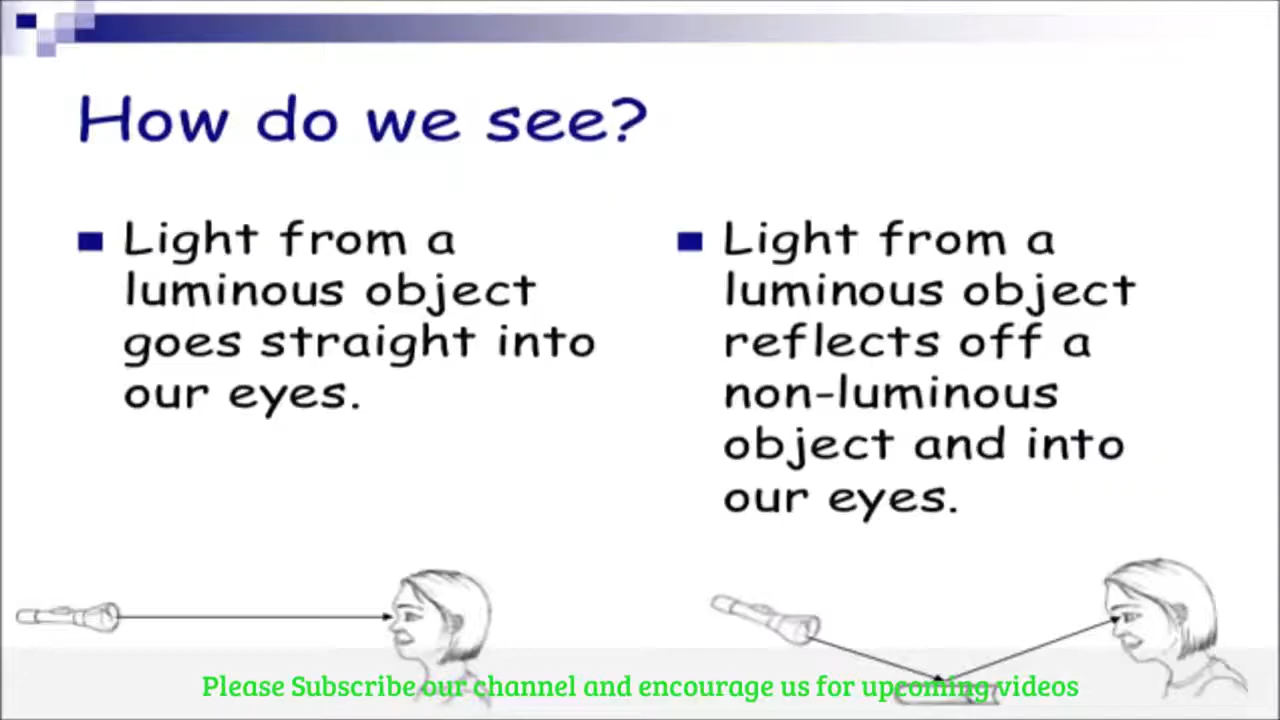 How do we see?
Light from a
luminous object
goes straight into
our eyes.
Light from a
luminous object
reflects off a
non-luminous
object and into
our eyes.
Please Subscribe our channel and encourage us for upcoming videos